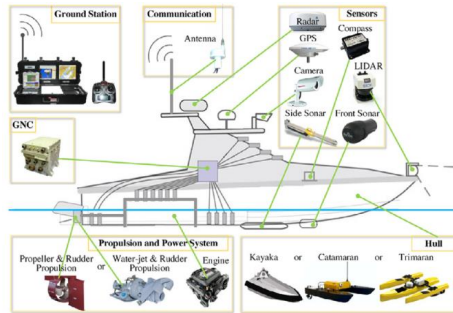 Ground Station
Communication
Antenna
Sensors
Radar
GPS
Compass
Camera
LIDAR
Side Sonar
Front Sonar
GNC
Propulsion and Power System
Propeller & Rudder
Propulsion
or
Water-jet & Rudder
Propulsion
Engine
Hull
Kayaka or Catamaran or Trimaran